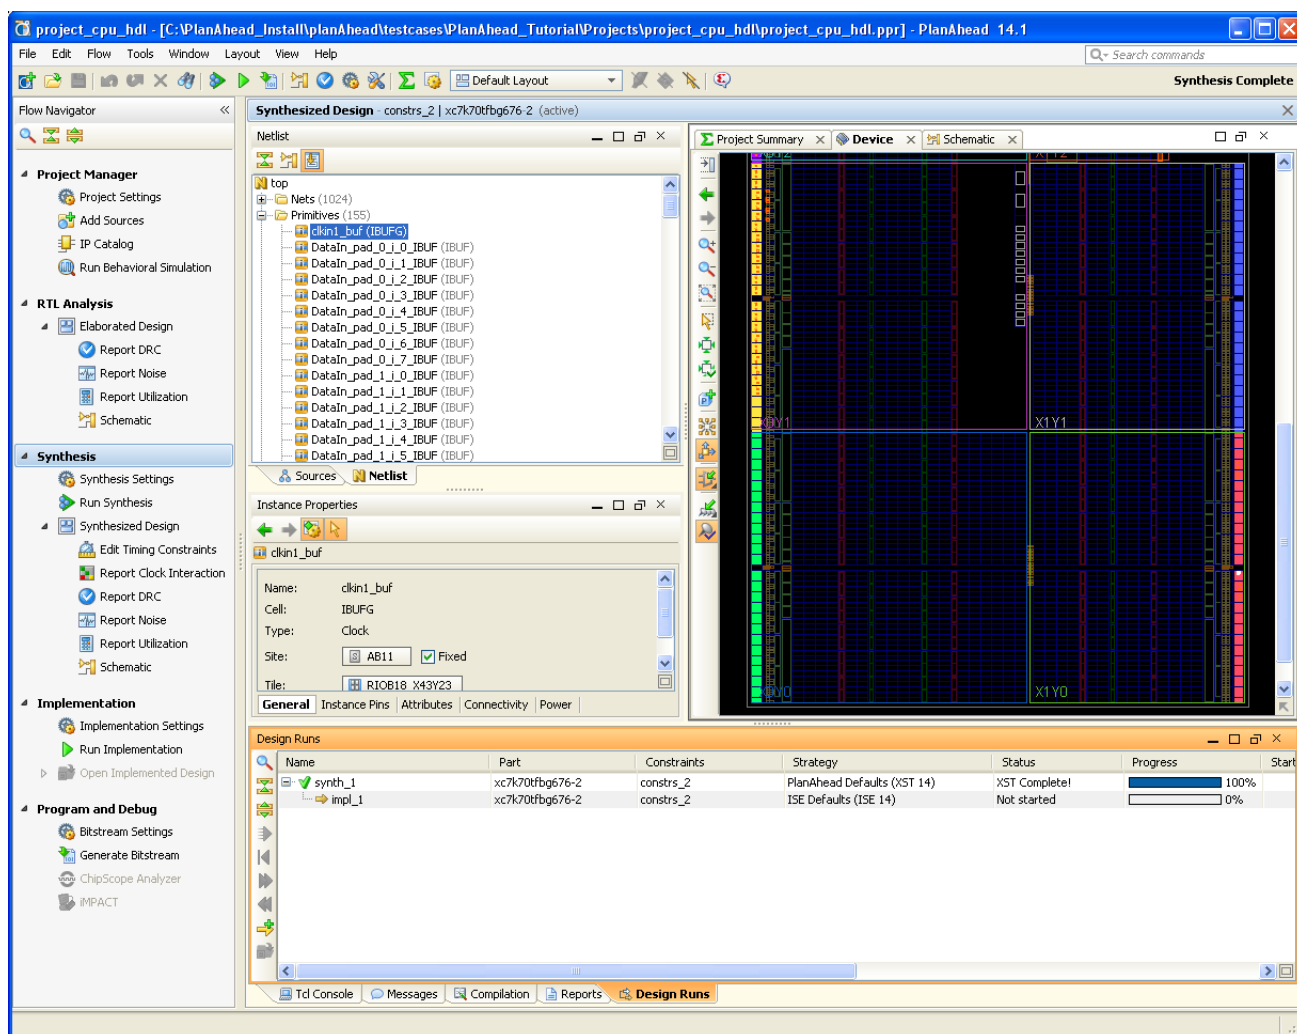 project_cpu_hdl - [C:\PlanAhead_Install\planAhead\testcases\PlanAhead_Tutorial\Projects\project_cpu_hdl\project_cpu_hdl.ppr] - PlanAhead 14.1
File Edit Flow Tools Window Layout View Help
Search commands
Default Layout
Synthesis Complete
Flow Navigator
Project Manager
Project Settings
Add Sources
IP Catalog
Run Behavioral Simulation
RTL Analysis
Elaborated Design
Report DRC
Report Noise
Report Utilization
Schematic
Synthesis
Synthesis Settings
Run Synthesis
Synthesized Design
Edit Timing Constraints
Report Clock Interaction
Report DRC
Report Noise
Report Utilization
Schematic
Implementation
Implementation Settings
Run Implementation
Open Implemented Design
Program and Debug
Bitstream Settings
Generate Bitstream
ChipScope Analyzer
iMPACT
Synthesized Design - constrs_2 | xc7k70tfbg676-2 (active)
Netlist
top
Nets (1024)
Primitives (155)
clkin1_buf (IBUFG)
DataIn_pad_0_i_0_IBUF (IBUF)
DataIn_pad_0_i_1_IBUF (IBUF)
DataIn_pad_0_i_2_IBUF (IBUF)
DataIn_pad_0_i_3_IBUF (IBUF)
DataIn_pad_0_i_4_IBUF (IBUF)
DataIn_pad_0_i_5_IBUF (IBUF)
DataIn_pad_0_i_6_IBUF (IBUF)
DataIn_pad_0_i_7_IBUF (IBUF)
DataIn_pad_1_i_0_IBUF (IBUF)
DataIn_pad_1_i_1_IBUF (IBUF)
DataIn_pad_1_i_2_IBUF (IBUF)
DataIn_pad_1_i_3_IBUF (IBUF)
DataIn_pad_1_i_4_IBUF (IBUF)
DataIn_pad_1_i_5_IBUF (IBUF)
Sources Netlist
Instance Properties
clkin1_buf
Name: clkin1_buf
Cell: IBUFG
Type: Clock
Site: AB11 Fixed
Tile: RIOB18_X43Y23
General Instance Pins Attributes Connectivity Power
Project Summary Device Schematic
X0Y2 X1Y2
X0Y1 X1Y1
X0Y0 X1Y0
Design Runs
Name Part Constraints Strategy Status Progress Start
synth_1 xc7k70tfbg676-2 constrs_2 PlanAhead Defaults (XST 14) XST Complete! 100%
impl_1 xc7k70tfbg676-2 constrs_2 ISE Defaults (ISE 14) Not started 0%
Tcl Console Messages Compilation Reports Design Runs